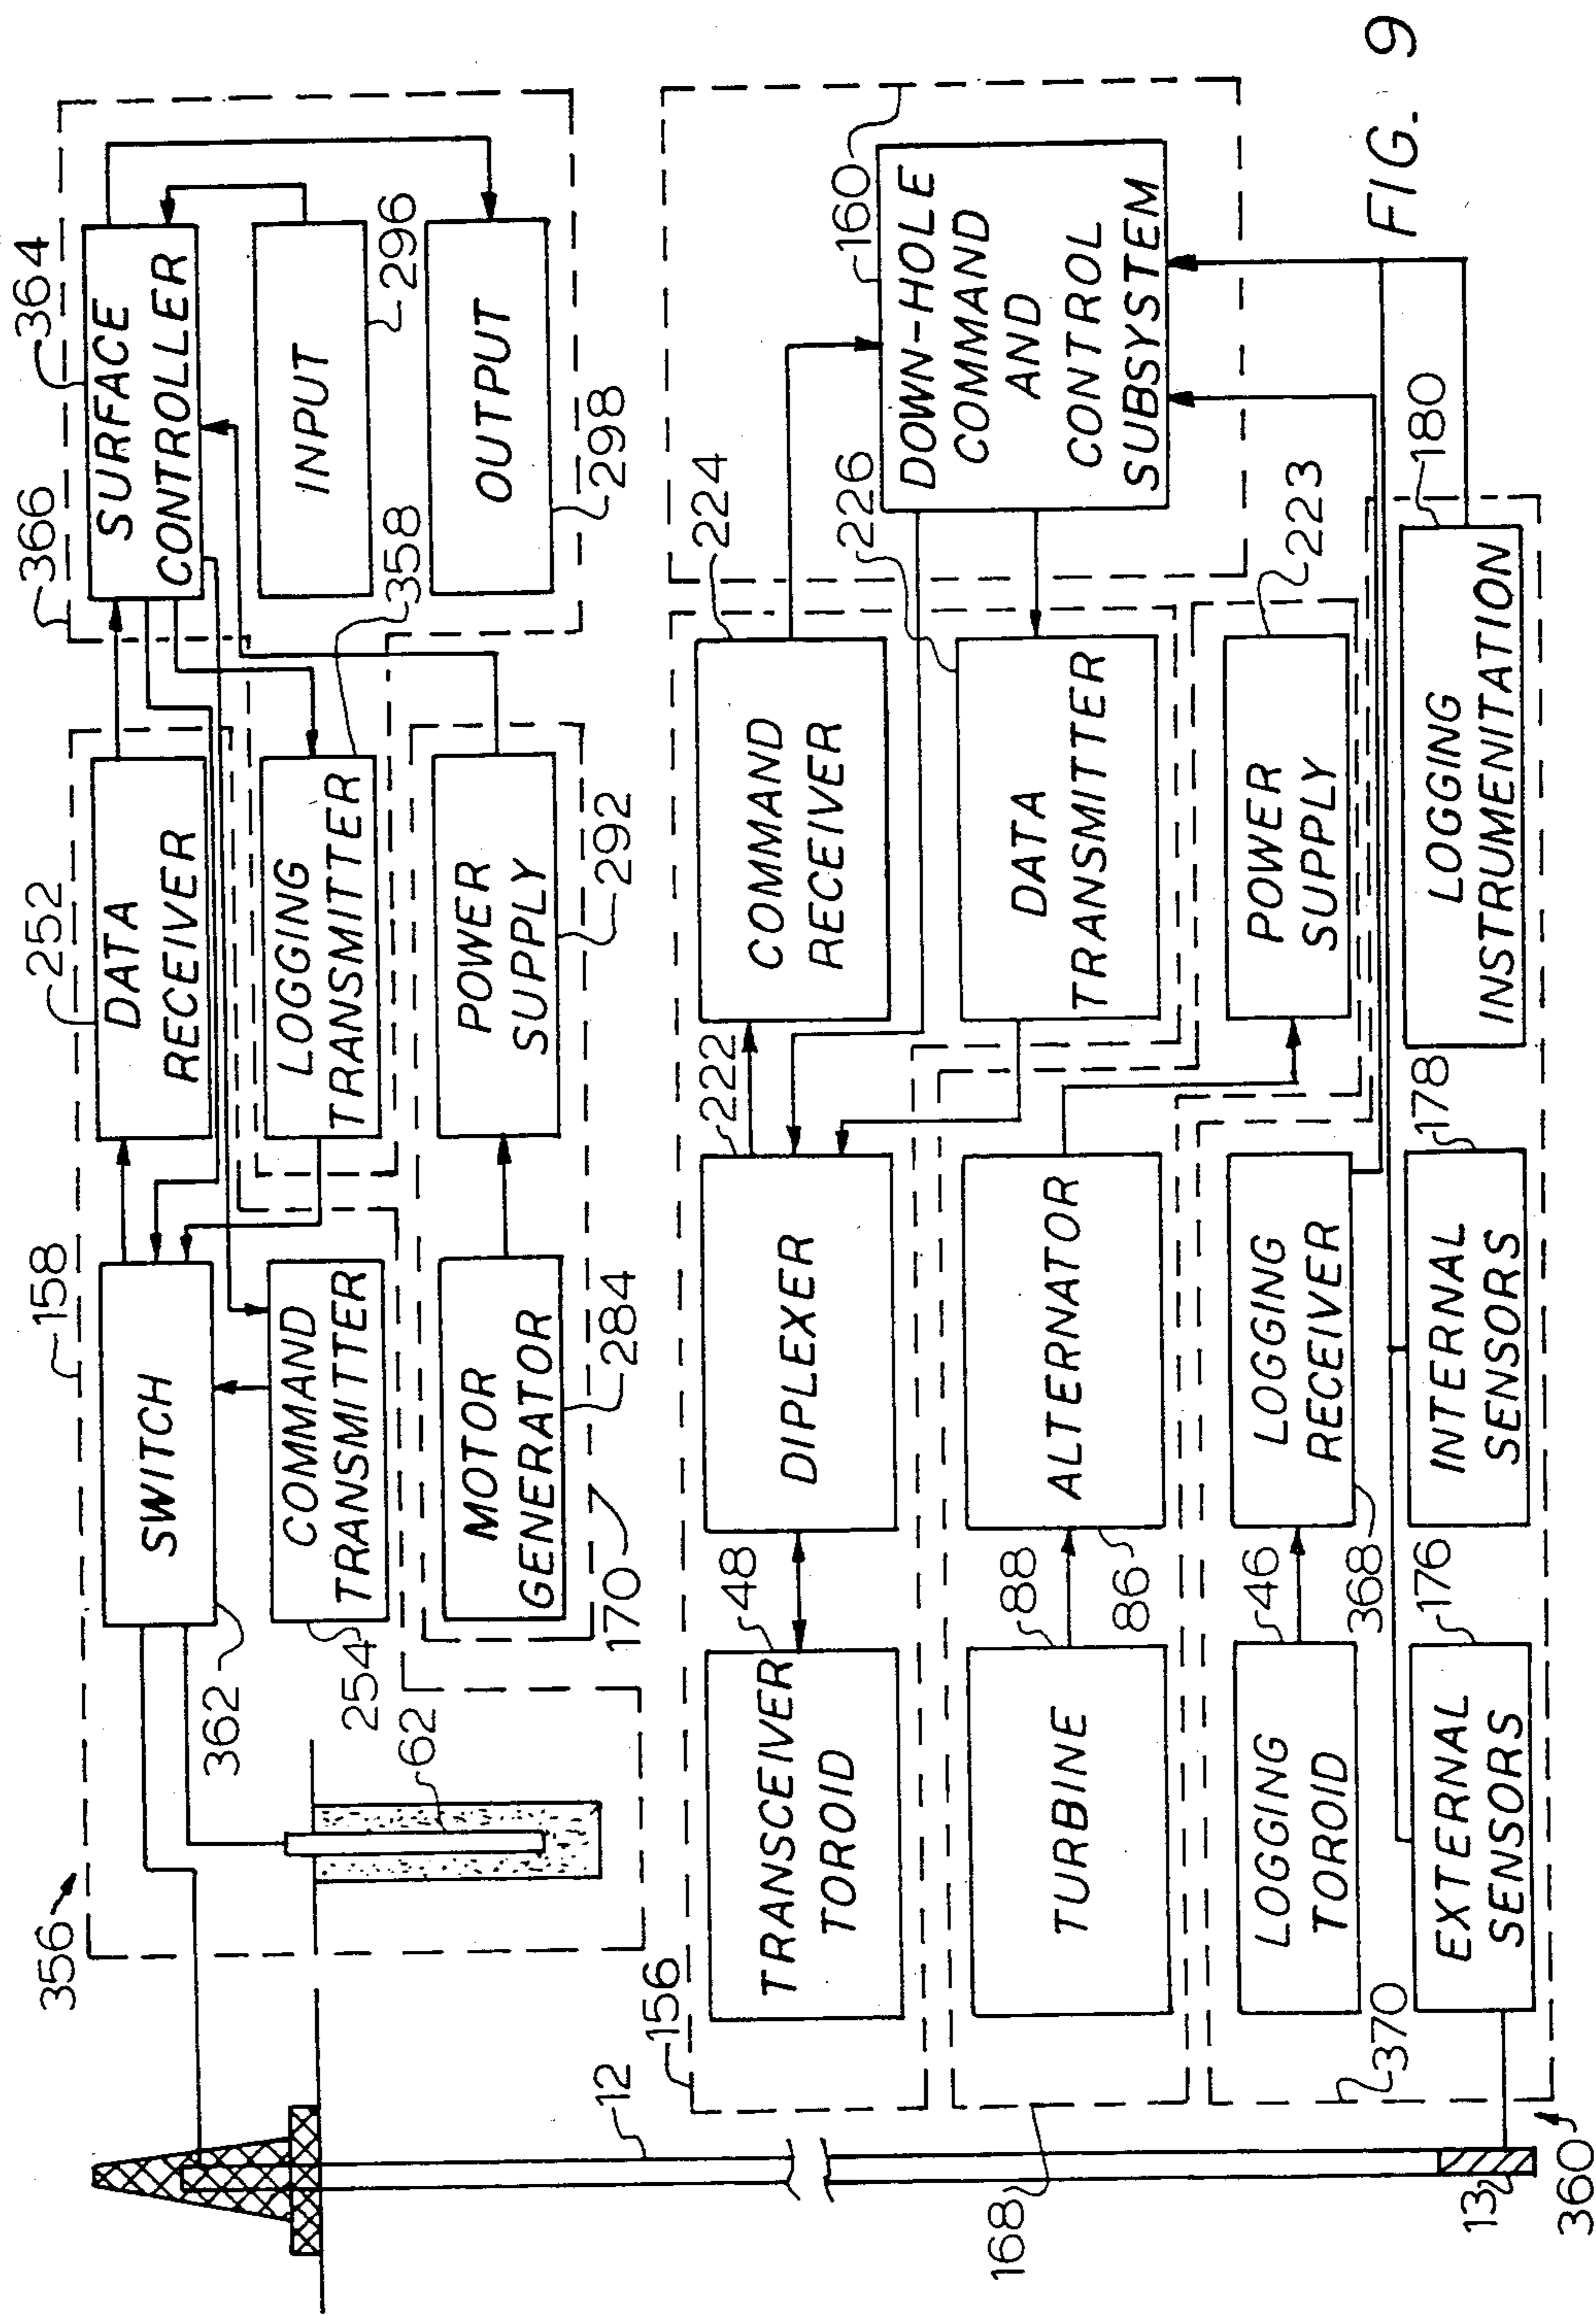 356
158
252
366
364
SWITCH
DATA
RECEIVER
SURFACE
CONTROLLER
362
COMMAND
TRANSMITTER
254
LOGGING
TRANSMITTER
358
INPUT
296
62
MOTOR
GENERATOR
284
POWER
SUPPLY
292
OUTPUT
298
170
12
156
48
222
224
226
160
TRANSCEIVER
TOROID
DIPLEXER
COMMAND
RECEIVER
DOWN-HOLE
COMMAND
AND
CONTROL
SUBSYSTEM
DATA
TRANSMITTER
168
88
TURBINE
ALTERNATOR
86
POWER
SUPPLY
223
46
LOGGING
TOROID
LOGGING
RECEIVER
368
370
176
178
180
EXTERNAL
SENSORS
INTERNAL
SENSORS
LOGGING
INSTRUMENITATION
13
360
FIG. 9